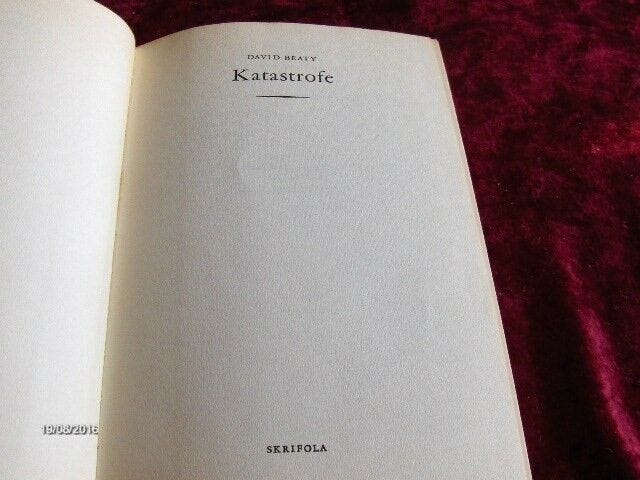 DAVID BEATY
Katastrofe
SKRIFOLA
19/08/2016